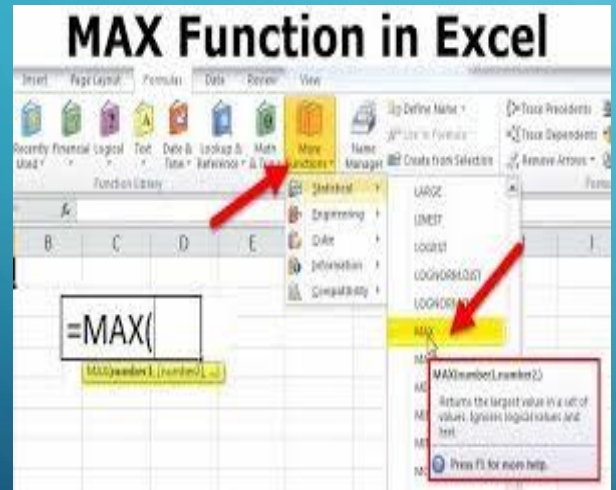 MAX Function in Excel
Insert Page Layout Formulas Data Review View
Recently Used Financial Logical Text Date & Time Lookup & Reference Math & Trig More Functions Name Manager
Define Name
Use in Formula
Create from Selection
Trace Precedents
Trace Dependents
Remove Arrows
Function Library
Statistical
Engineering
Cube
Information
Compatibility
LARGE
LINEST
LOGEST
LOGNORM.DIST
MAX
fx
B C D E I J
=MAX(
MAX(number1, [number2], ...)
MAX(number1,number2,)
Returns the largest value in a set of
values. Ignores logical values and
text.
Press F1 for more help.